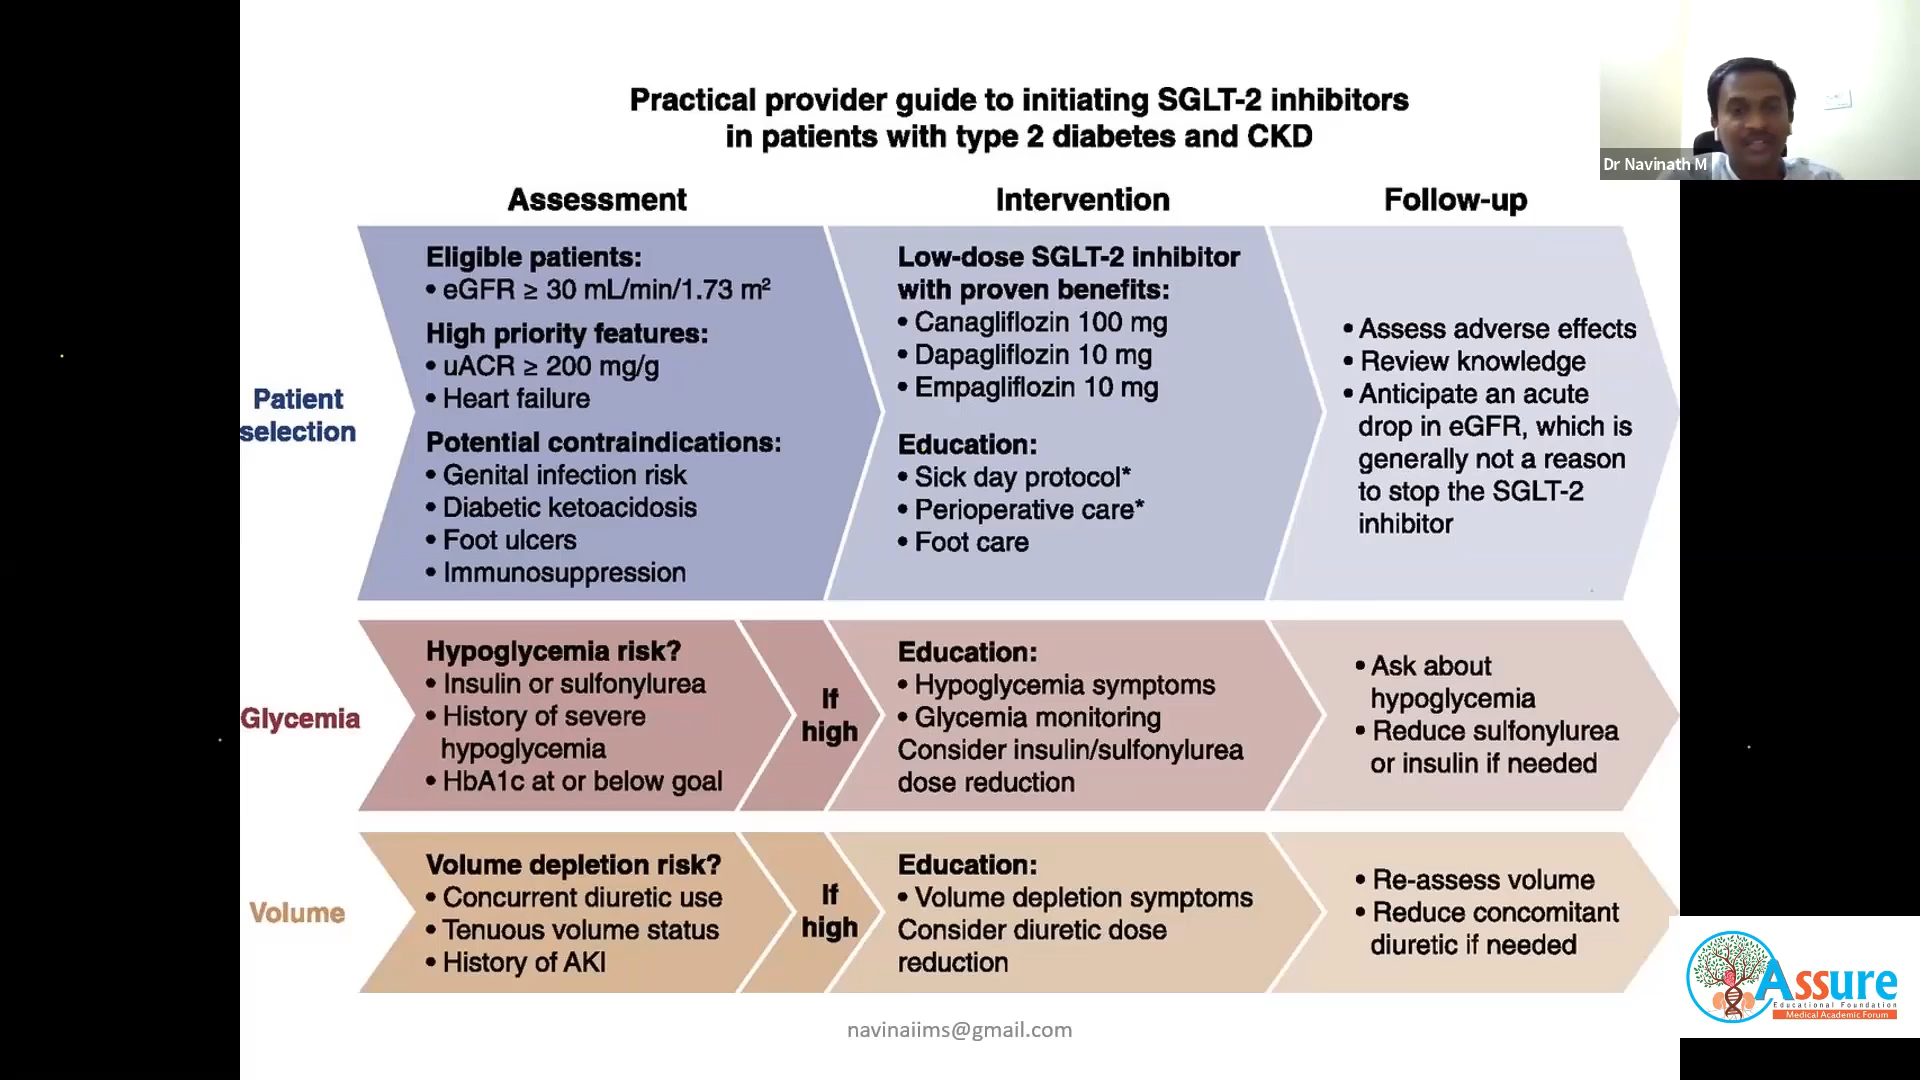 Practical provider guide to initiating SGLT-2 inhibitors
in patients with type 2 diabetes and CKD
Dr Navinath M
Assessment
Intervention
Follow-up
Patient
selection
Eligible patients:
• eGFR ≥ 30 mL/min/1.73 m²
High priority features:
• uACR ≥ 200 mg/g
• Heart failure
Potential contraindications:
• Genital infection risk
• Diabetic ketoacidosis
• Foot ulcers
• Immunosuppression
Low-dose SGLT-2 inhibitor
with proven benefits:
• Canagliflozin 100 mg
• Dapagliflozin 10 mg
• Empagliflozin 10 mg
Education:
• Sick day protocol*
• Perioperative care*
• Foot care
• Assess adverse effects
• Review knowledge
• Anticipate an acute
drop in eGFR, which is
generally not a reason
to stop the SGLT-2
inhibitor
Glycemia
Hypoglycemia risk?
• Insulin or sulfonylurea
• History of severe
hypoglycemia
• HbA1c at or below goal
If
high
Education:
• Hypoglycemia symptoms
• Glycemia monitoring
Consider insulin/sulfonylurea
dose reduction
• Ask about
hypoglycemia
• Reduce sulfonylurea
or insulin if needed
Volume
Volume depletion risk?
• Concurrent diuretic use
• Tenuous volume status
• History of AKI
If
high
Education:
• Volume depletion symptoms
Consider diuretic dose
reduction
• Re-assess volume
• Reduce concomitant
diuretic if needed
navinaiims@gmail.com
Assure
Educational Foundation
Medical Academic Forum